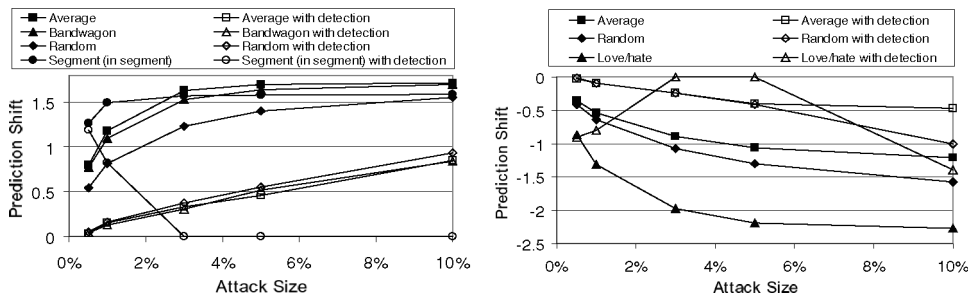 Average
Average with detection
Bandwagon
Bandwagon with detection
Random
Random with detection
Segment (in segment)
Segment (in segment) with detection
Prediction Shift
1.5
1
0.5
0
0% 2% 4% 6% 8% 10%
Attack Size
Average
Average with detection
Random
Random with detection
Love/hate
Love/hate with detection
Prediction Shift
0
-0.5
-1
-1.5
-2
-2.5
0% 2% 4% 6% 8% 10%
Attack Size